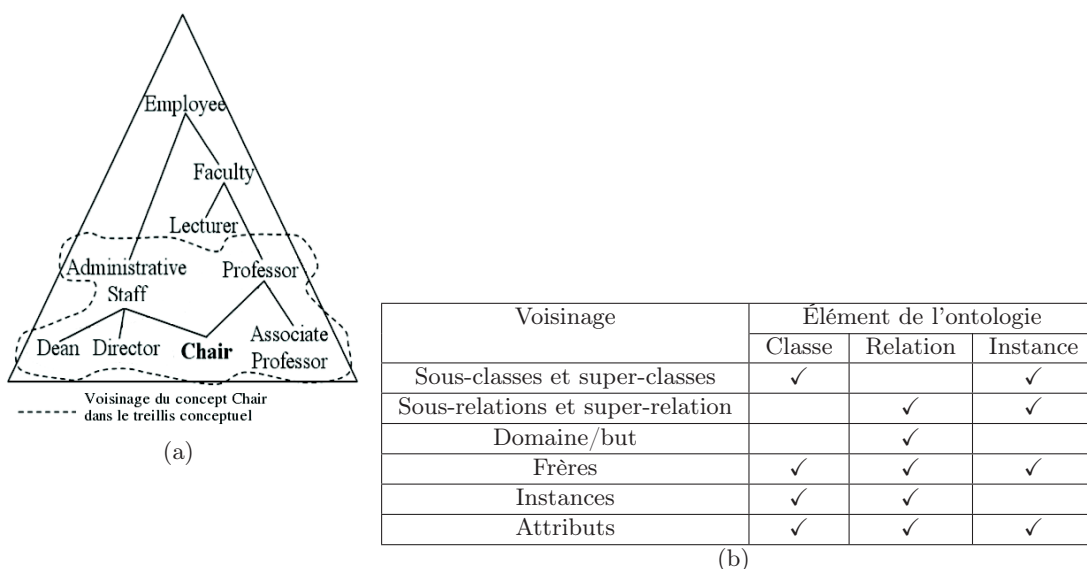 Employee
Faculty
Lecturer
Administrative
Staff
Professor
Dean Director Chair Associate
Professor
Voisinage du concept Chair
dans le treillis conceptuel
(a)
Voisinage Élément de l'ontologie
Classe Relation Instance
Sous-classes et super-classes ✓ ✓
Sous-relations et super-relation ✓ ✓
Domaine/but ✓
Frères ✓ ✓ ✓
Instances ✓ ✓
Attributs ✓ ✓ ✓
(b)